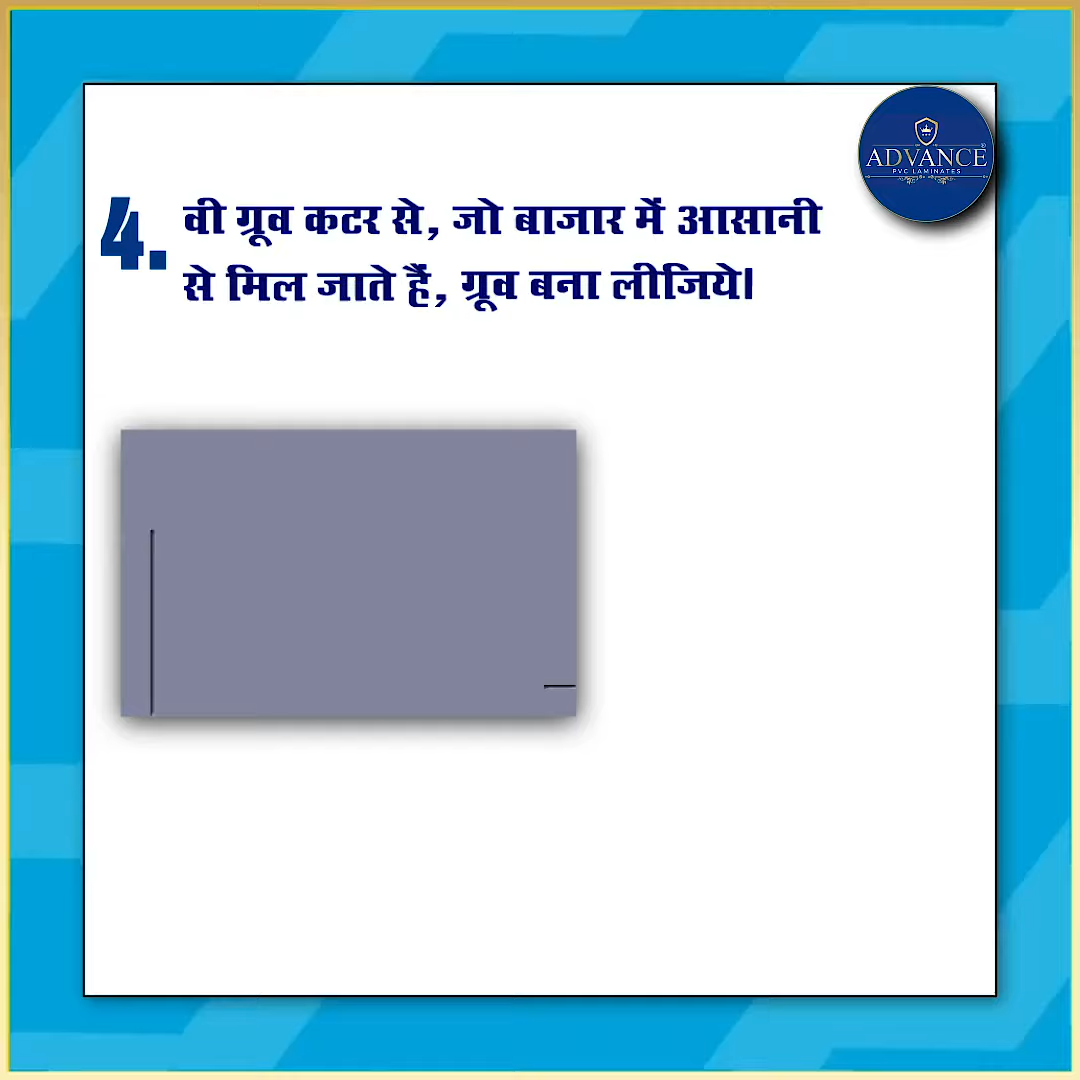 ADVANCE®
PVC LAMINATES
4. वी ग्रूव कटर से, जो बाजार में आसानी
से मिल जाते हैं, ग्रूव बना लीजिये।